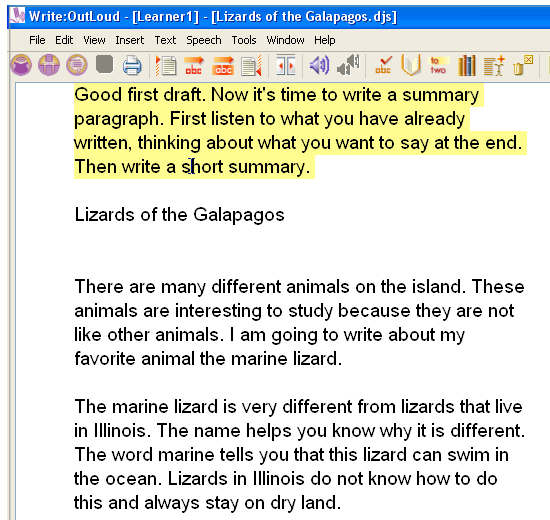 Write:OutLoud - [Learner1] - [Lizards of the Galapagos.djs]
File Edit View Insert Text Speech Tools Window Help
abc abc abc to two
Good first draft. Now it's time to write a summary
paragraph. First listen to what you have already
written, thinking about what you want to say at the end.
Then write a short summary.
Lizards of the Galapagos
There are many different animals on the island. These
animals are interesting to study because they are not
like other animals. I am going to write about my
favorite animal the marine lizard.
The marine lizard is very different from lizards that live
in Illinois. The name helps you know why it is different.
The word marine tells you that this lizard can swim in
the ocean. Lizards in Illinois do not know how to do
this and always stay on dry land.